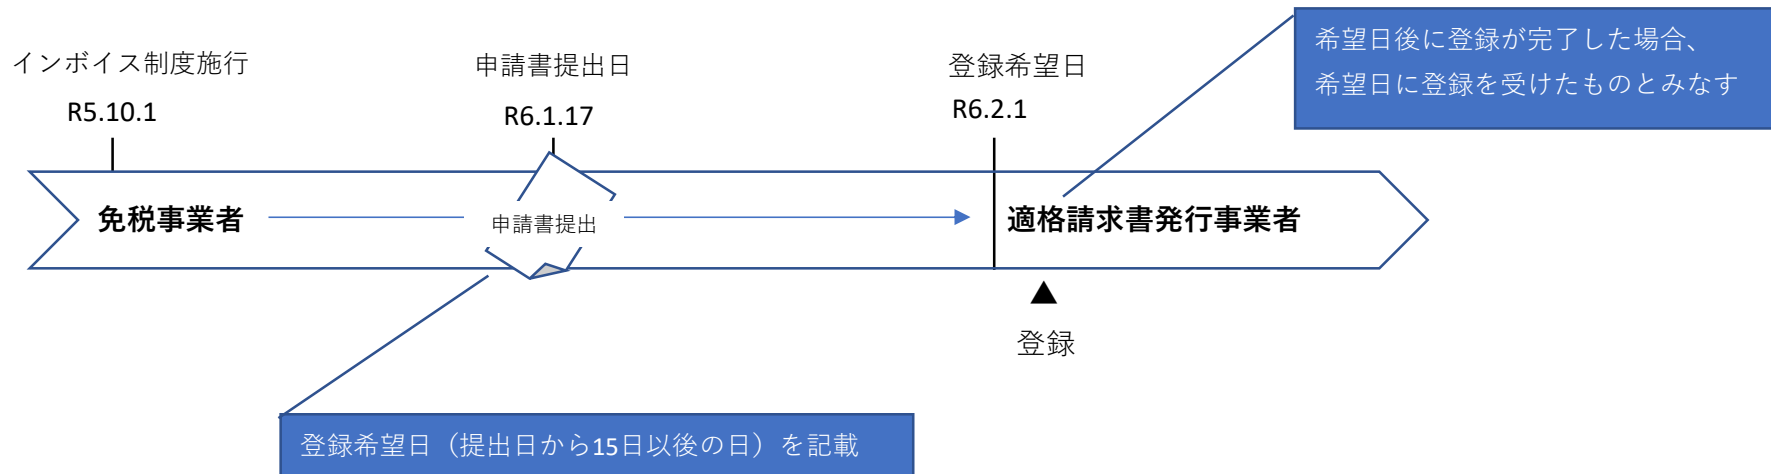 希望日後に登録が完了した場合、
希望日に登録を受けたものとみなす
インボイス制度施行
R5.10.1
申請書提出日
R6.1.17
登録希望日
R6.2.1
免税事業者
申請書提出
適格請求書発行事業者
登録
登録希望日（提出日から15日以後の日）を記載